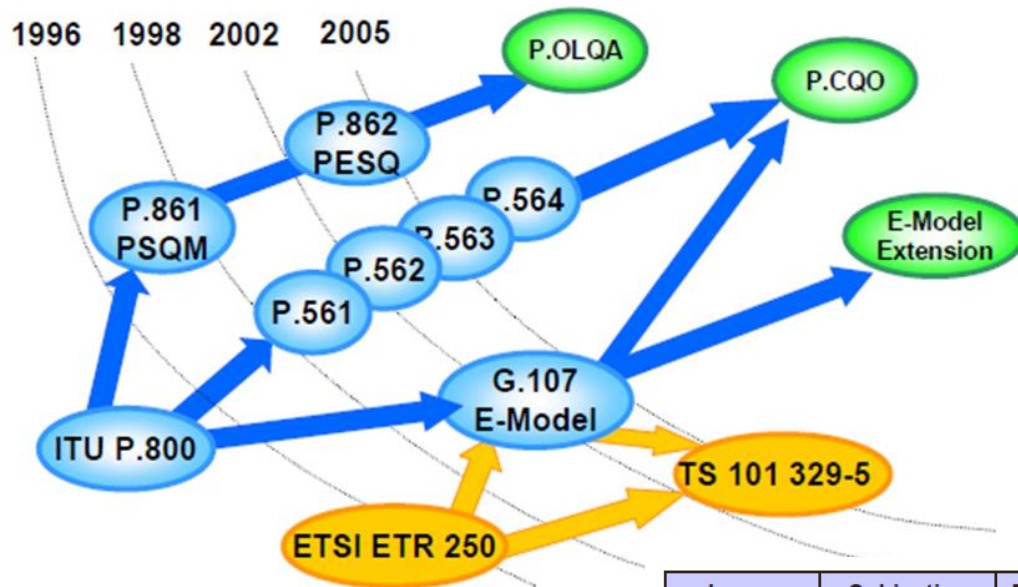 1996 1998 2002 2005
P.OLQA
P.CQO
P.862
PESQ
P.564
P.861
PSQM
P.563
E-Model
Extension
P.562
P.561
G.107
E-Model
ITU P.800
TS 101 329-5
ETSI ETR 250